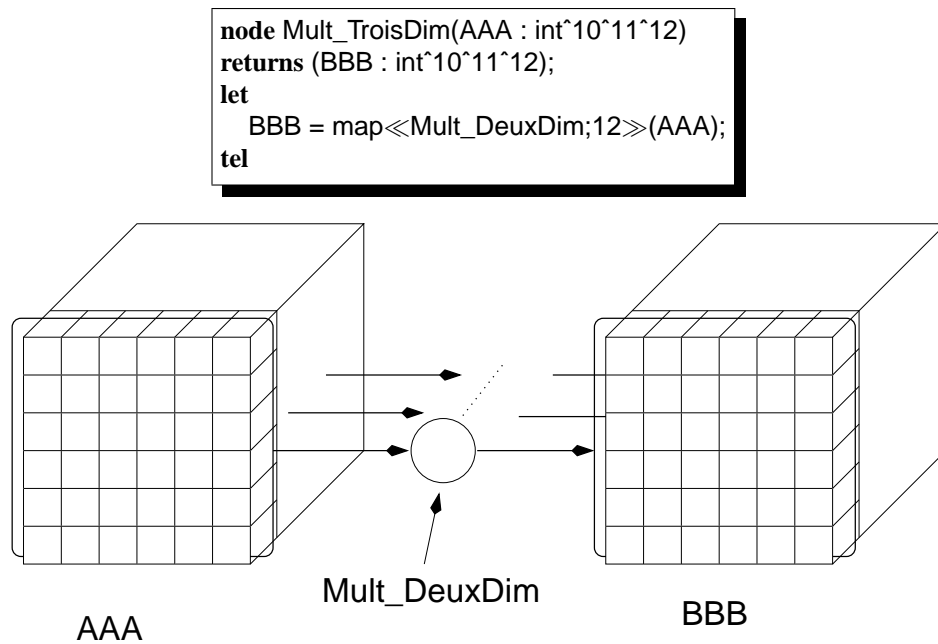 node Mult_TroisDim(AAA : int^10^11^12)
returns (BBB : int^10^11^12);
let
BBB = map≪Mult_DeuxDim;12≫(AAA);
tel
Mult_DeuxDim
AAA
BBB